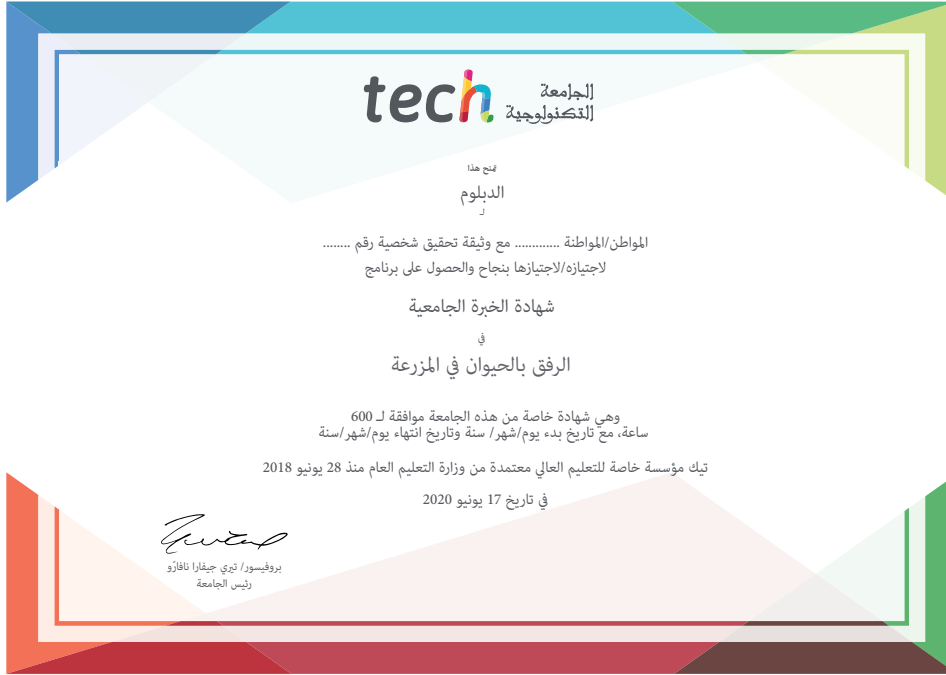 tech الجامعة
التكنولوجية
تمنح هذا
الدبلوم
لـ
المواطن/المواطنة ............ مع وثيقة تحقيق شخصية رقم ........
لاجتيازه/لاجتيازها بنجاح والحصول على برنامج
شهادة الخبرة الجامعية
في
الرفق بالحيوان في المزرعة
وهي شهادة خاصة من هذه الجامعة موافقة لـ 600
ساعة، مع تاريخ بدء يوم/شهر/ سنة وتاريخ انتهاء يوم/شهر/سنة
تيك مؤسسة خاصة للتعليم العالي معتمدة من وزارة التعليم العام منذ 28 يونيو 2018
في تاريخ 17 يونيو 2020
بروفيسور/ تيري جيفارا نافارّو
رئيس الجامعة